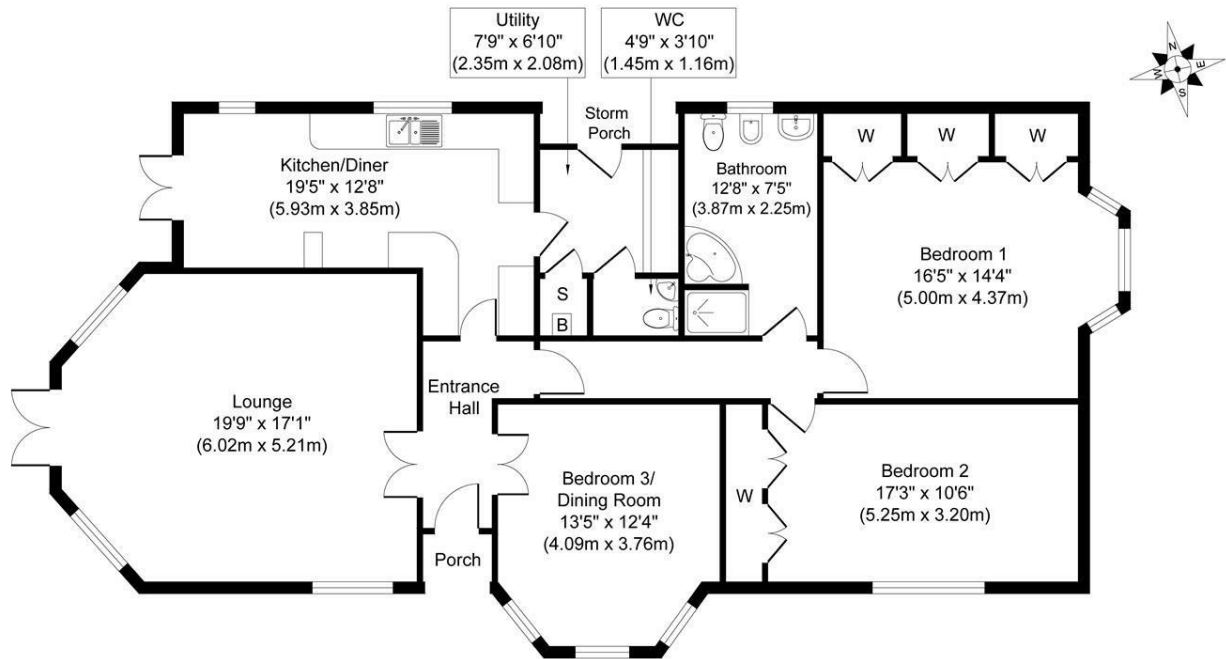 Utility
7'9" x 6'10"
(2.35m x 2.08m)
WC
4'9" x 3'10"
(1.45m x 1.16m)
N
E
S
W
Storm
Porch
Kitchen/Diner
19'5" x 12'8"
(5.93m x 3.85m)
Bathroom
12'8" x 7'5"
(3.87m x 2.25m)
W
W
W
Bedroom 1
16'5" x 14'4"
(5.00m x 4.37m)
S
B
Entrance
Hall
Lounge
19'9" x 17'1"
(6.02m x 5.21m)
Bedroom 3/
Dining Room
13'5" x 12'4"
(4.09m x 3.76m)
W
Bedroom 2
17'3" x 10'6"
(5.25m x 3.20m)
Porch